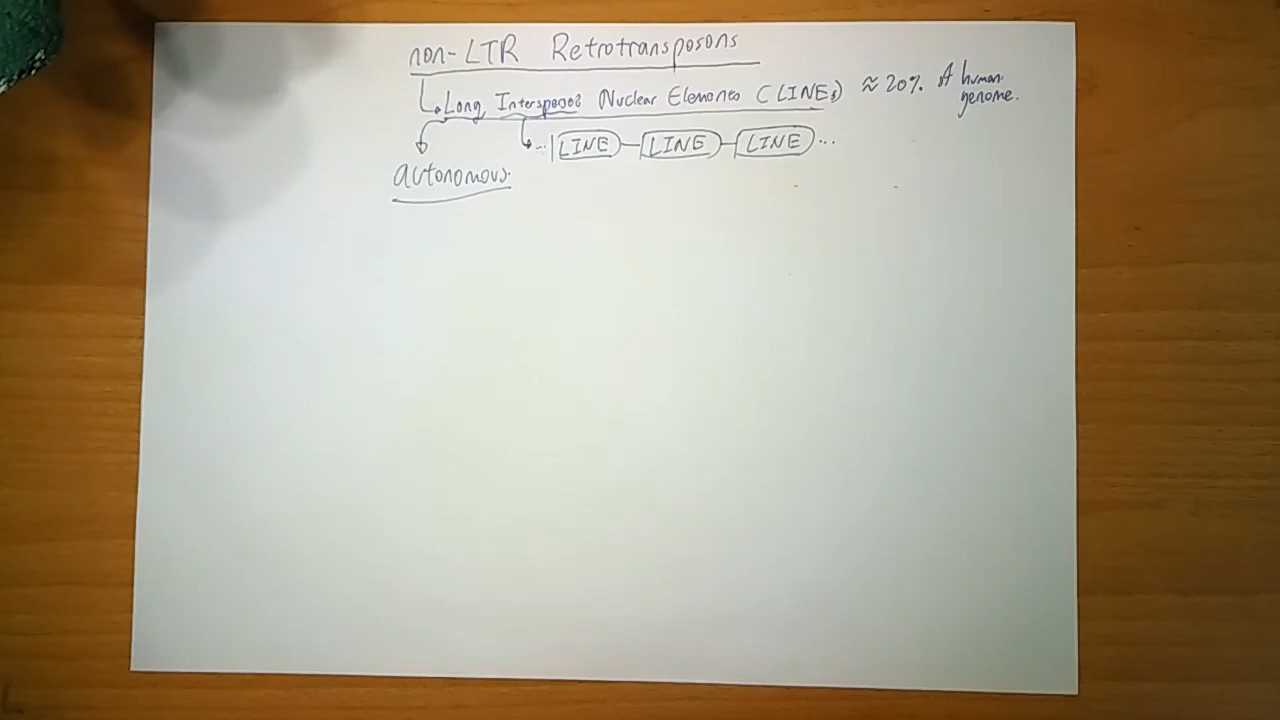 non-LTR Retrotransposons
Long Interspersed Nuclear Elements (LINEs) ≈ 20% of human genome.
... LINE LINE LINE ...
autonomous.